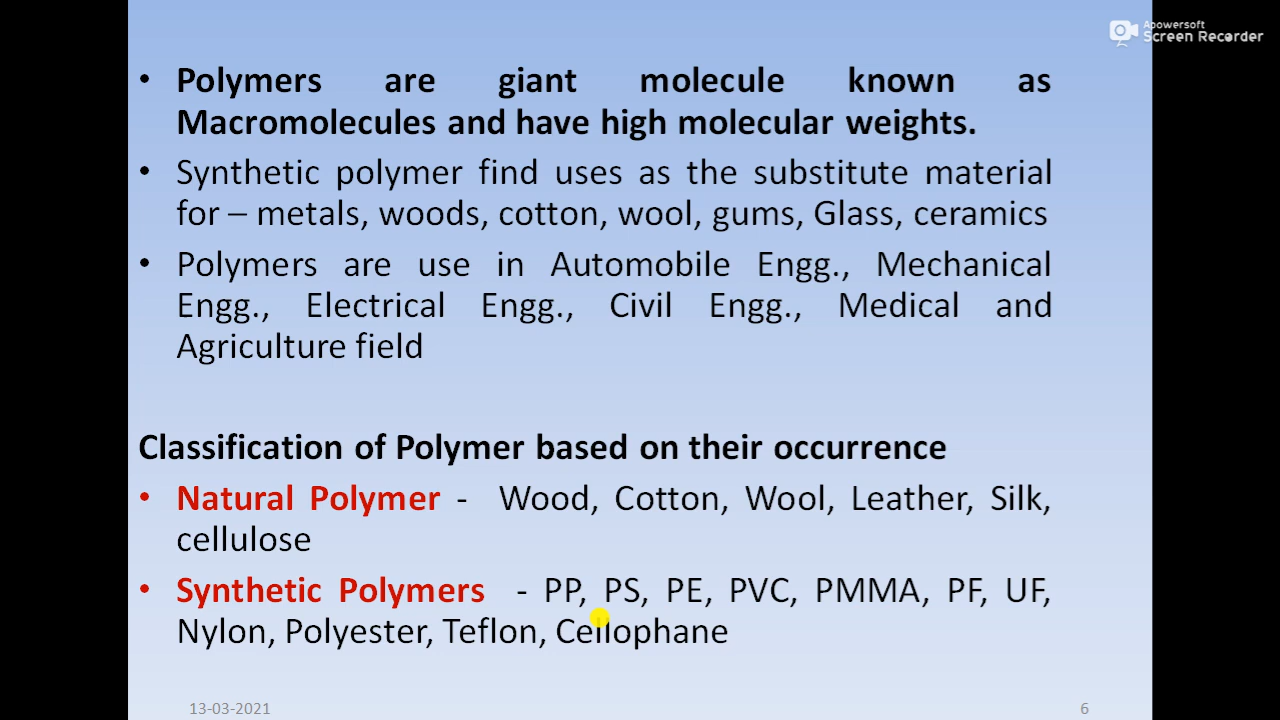 Apowersoft
Screen Recorder
• Polymers are giant molecule known as
Macromolecules and have high molecular weights.
• Synthetic polymer find uses as the substitute material
for – metals, woods, cotton, wool, gums, Glass, ceramics
• Polymers are use in Automobile Engg., Mechanical
Engg., Electrical Engg., Civil Engg., Medical and
Agriculture field
Classification of Polymer based on their occurrence
• Natural Polymer - Wood, Cotton, Wool, Leather, Silk,
cellulose
• Synthetic Polymers - PP, PS, PE, PVC, PMMA, PF, UF,
Nylon, Polyester, Teflon, Cellophane
13-03-2021 6